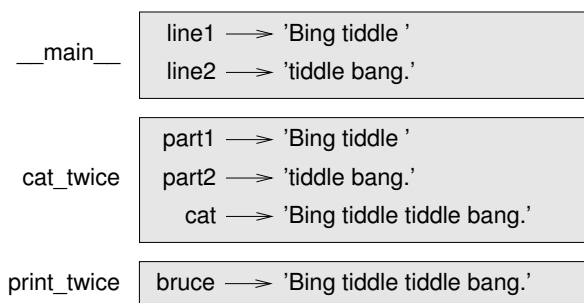 __main__
line1 ’Bing tiddle ’
line2 ’tiddle bang.’
cat_twice
part1 ’Bing tiddle ’
part2 ’tiddle bang.’
cat ’Bing tiddle tiddle bang.’
print_twice
bruce ’Bing tiddle tiddle bang.’